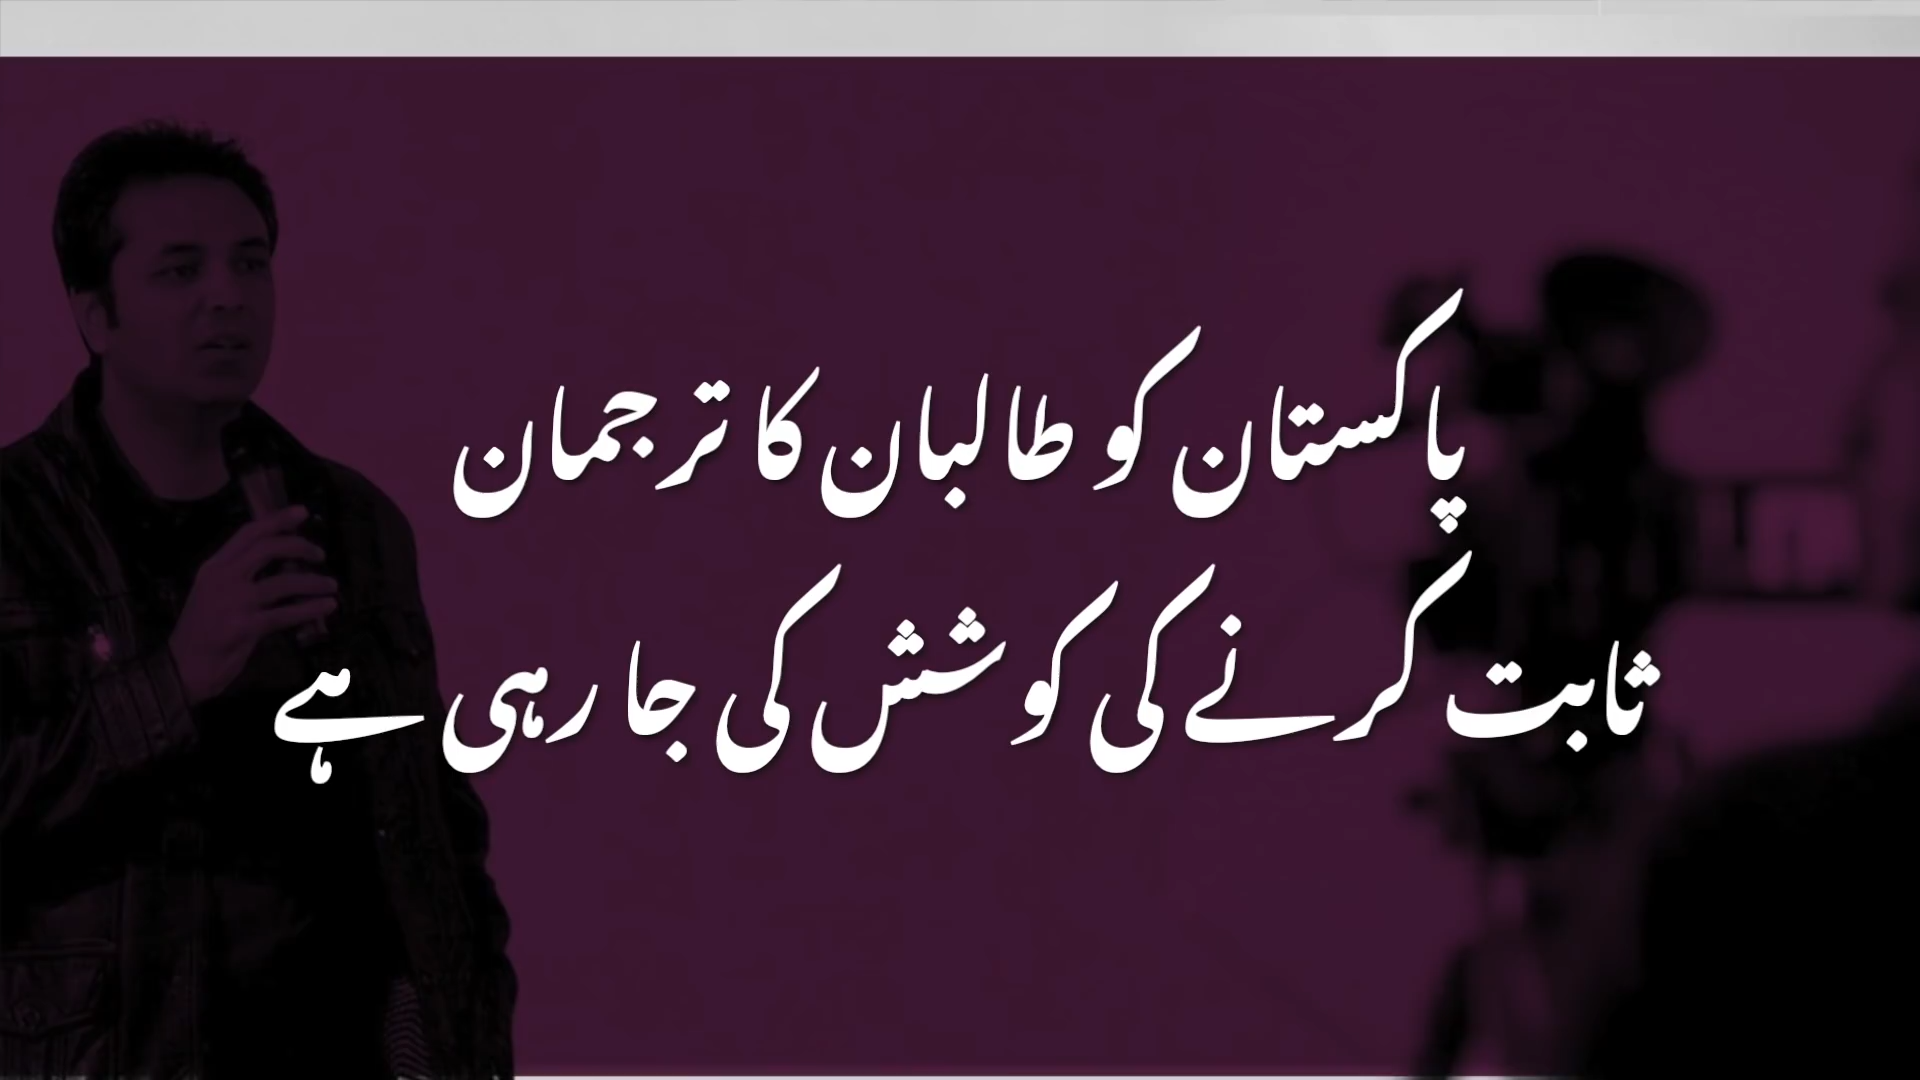 پاکستان کو طالبان کا ترجمان
ثابت کرنے کی کوشش کی جا رہی ہے